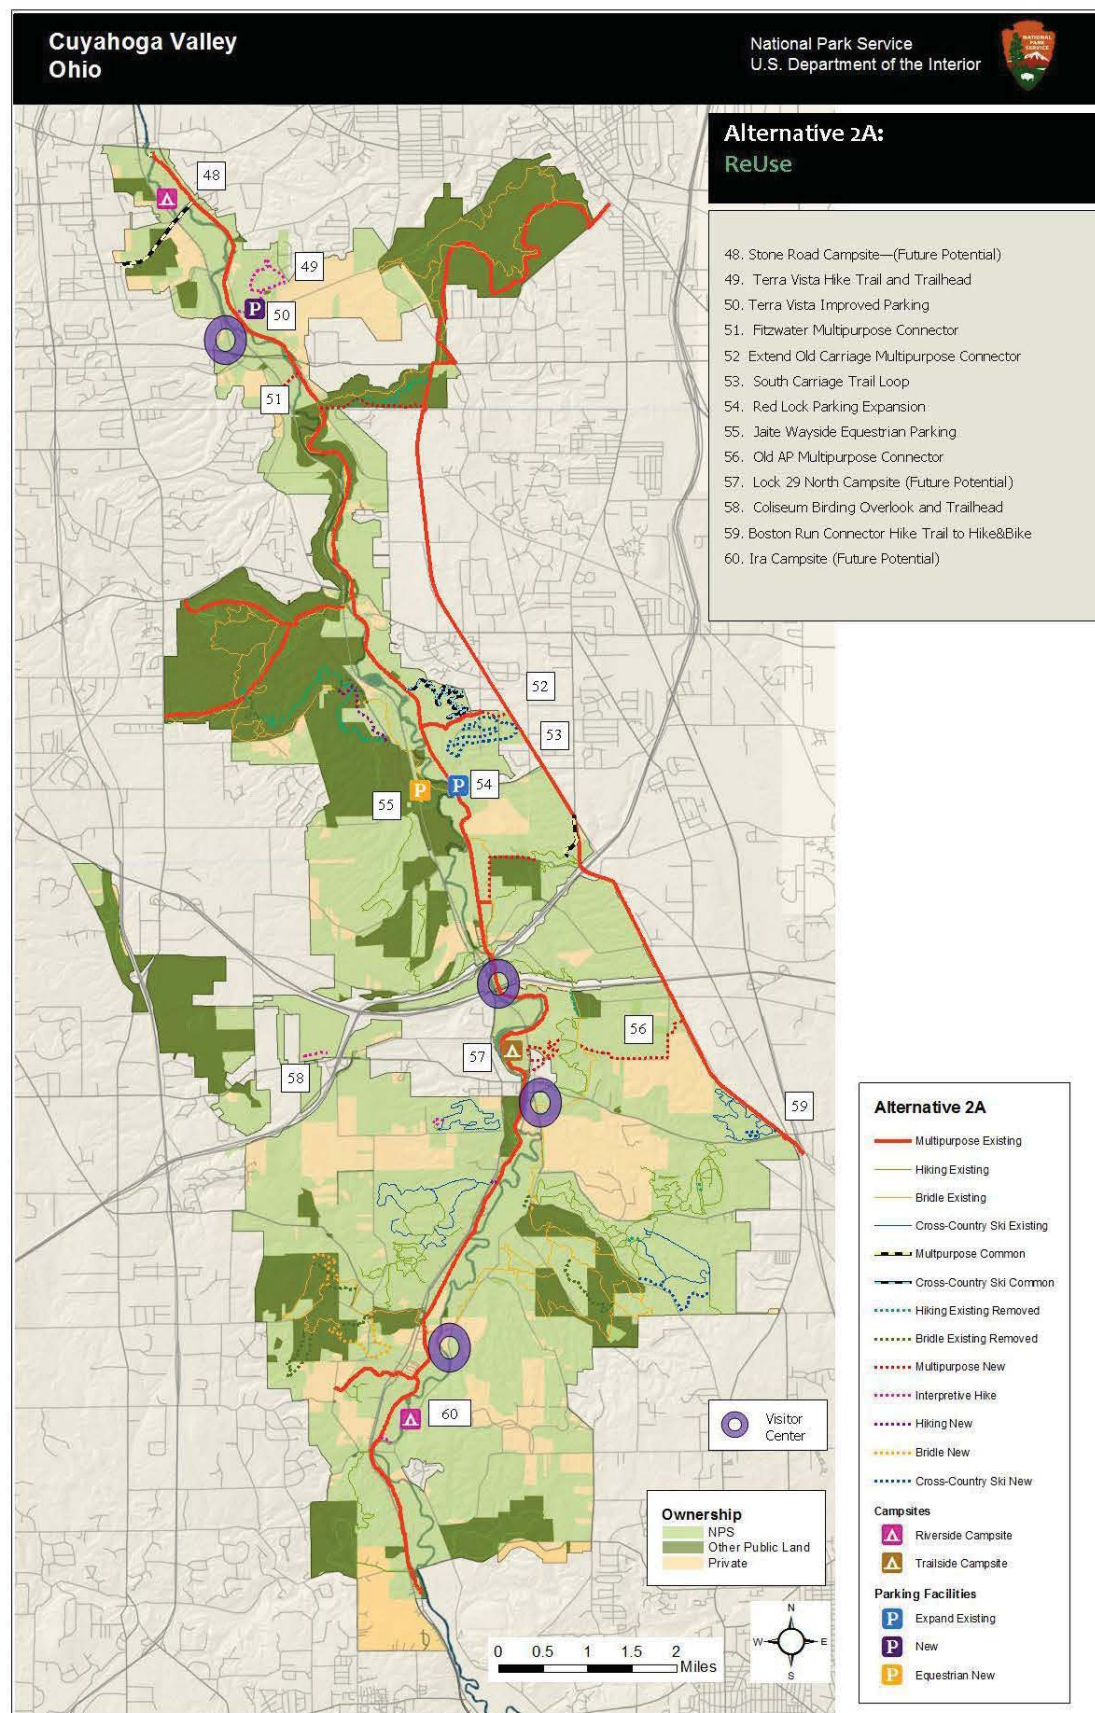 Cuyahoga Valley
Ohio
National Park Service
U.S. Department of the Interior
NATIONAL
PARK
SERVICE
Alternative 2A:
ReUse
48. Stone Road Campsite—(Future Potential)
49. Terra Vista Hike Trail and Trailhead
50. Terra Vista Improved Parking
51. Fitzwater Multipurpose Connector
52 Extend Old Carriage Multipurpose Connector
53. South Carriage Trail Loop
54. Red Lock Parking Expansion
55. Jaite Wayside Equestrian Parking
56. Old AP Multipurpose Connector
57. Lock 29 North Campsite (Future Potential)
58. Coliseum Birding Overlook and Trailhead
59. Boston Run Connector Hike Trail to Hike&Bike
60. Ira Campsite (Future Potential)
48
49
P
50
51
52
53
P
P
54
55
56
57
58
59
60
Alternative 2A
Multipurpose Existing
Hiking Existing
Bridle Existing
Cross-Country Ski Existing
Multpurpose Common
Cross-Country Ski Common
Hiking Existing Removed
Bridle Existing Removed
Multipurpose New
Interpretive Hike
Hiking New
Bridle New
Cross-Country Ski New
Campsites
Riverside Campsite
Trailside Campsite
Parking Facilities
P Expand Existing
P New
P Equestrian New
Visitor
Center
Ownership
NPS
Other Public Land
Private
N
W E
S
0 0.5 1 1.5 2
Miles